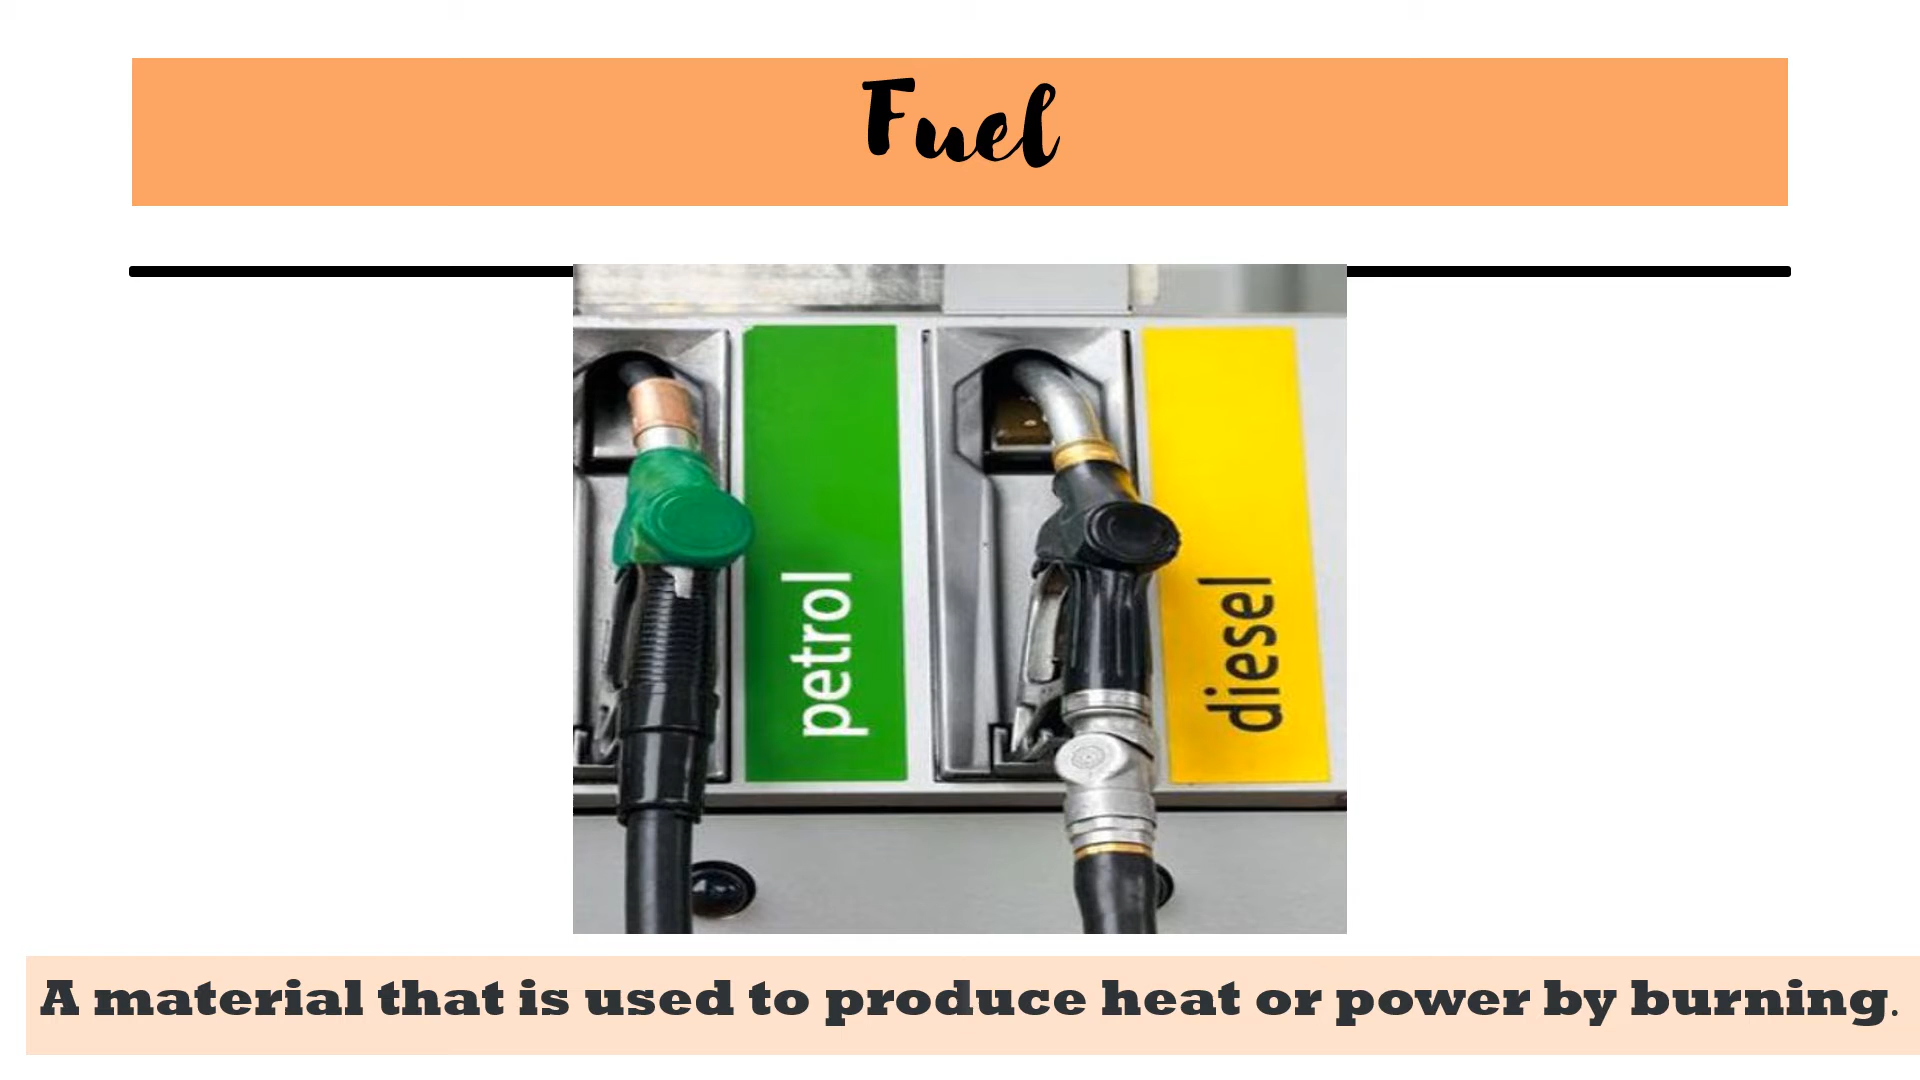 Fuel
petrol
diesel
A material that is used to produce heat or power by burning.